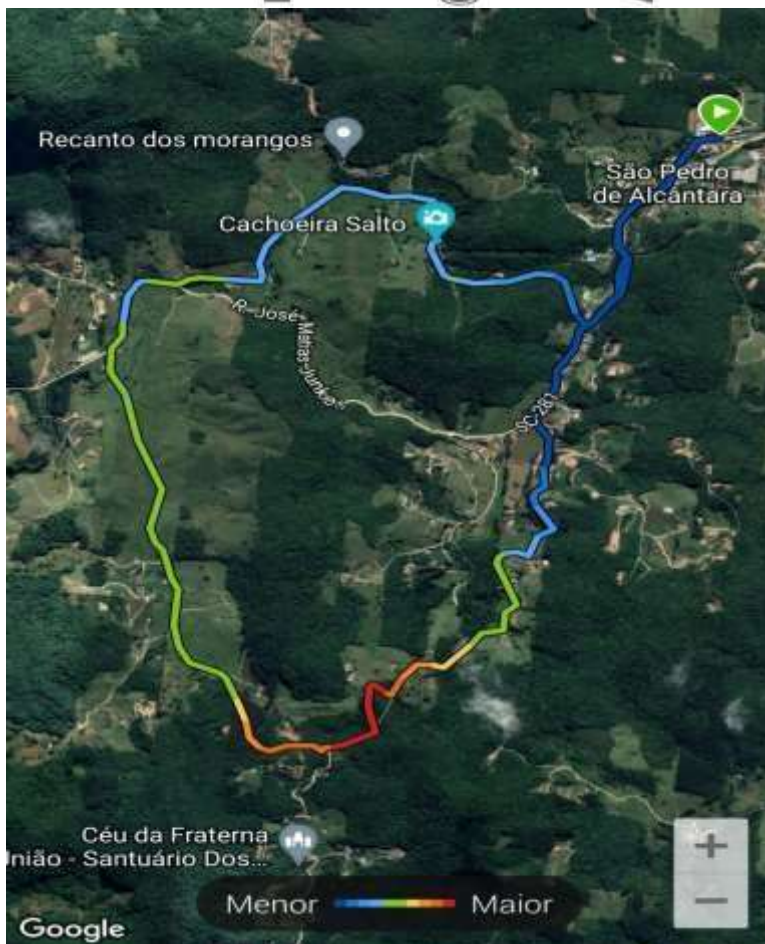 Recanto dos morangos
São Pedro
de Alcântara
Cachoeira Salto
R. José
SC-281
Céu da Fraterna
União - Santuário Dos...
Menor
Maior
Google